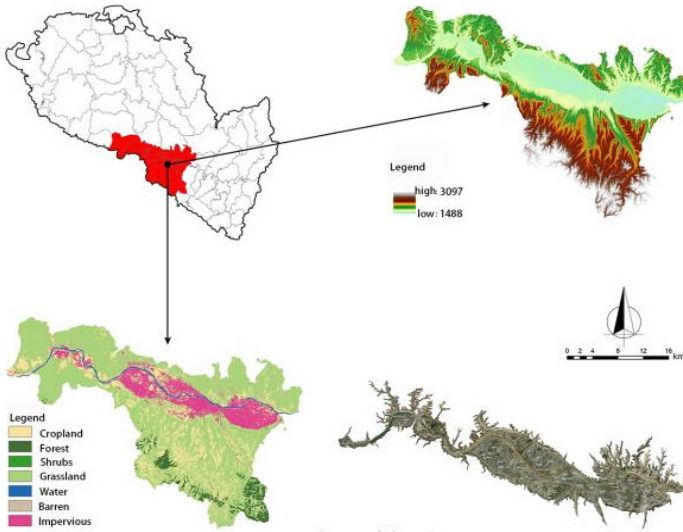 Legend
high: 3097
low: 1488
0 2 4 8 12 16
km
Legend
Cropland
Forest
Shrubs
Grassland
Water
Barren
Impervious